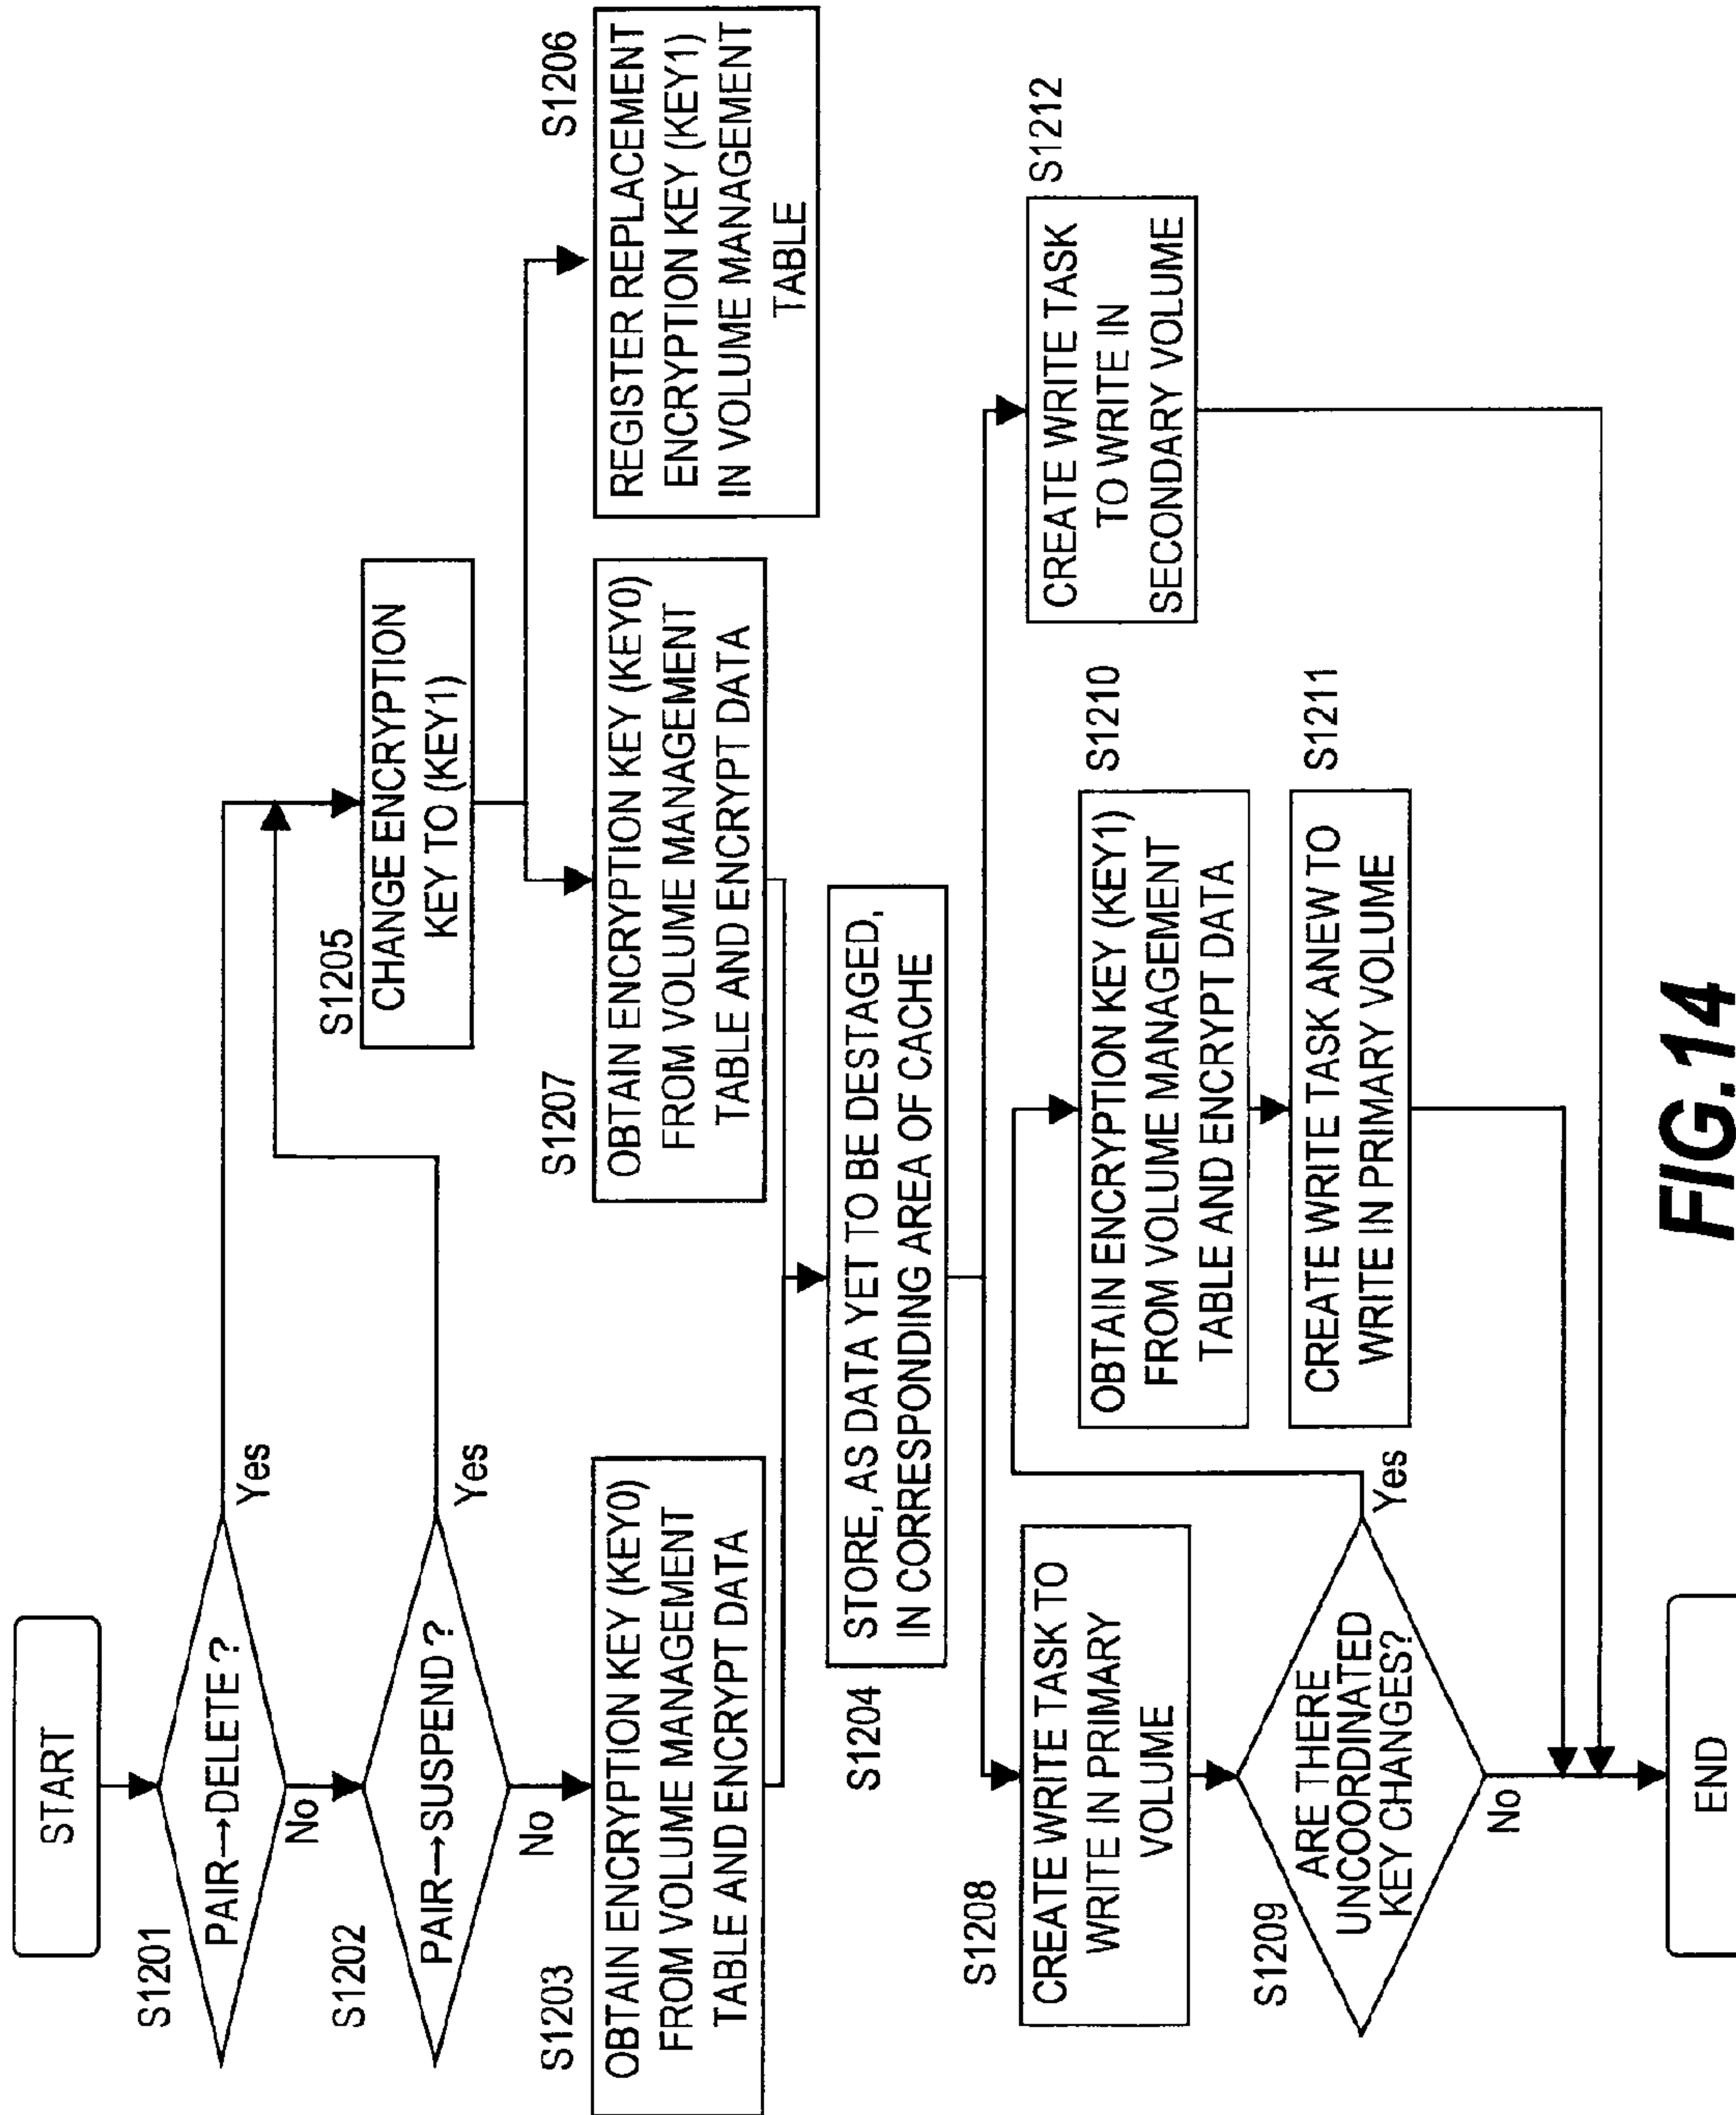 START
S1201
PAIR→DELETE ?
Yes
No
S1202
PAIR→SUSPEND ?
Yes
No
S1203
OBTAIN ENCRYPTION KEY (KEY0)
FROM VOLUME MANAGEMENT
TABLE AND ENCRYPT DATA
S1205
CHANGE ENCRYPTION
KEY TO (KEY1)
S1207
OBTAIN ENCRYPTION KEY (KEY0)
FROM VOLUME MANAGEMENT
TABLE AND ENCRYPT DATA
S1206
REGISTER REPLACEMENT
ENCRYPTION KEY (KEY1)
IN VOLUME MANAGEMENT
TABLE
S1204
STORE, AS DATA YET TO BE DESTAGED,
IN CORRESPONDING AREA OF CACHE
S1208
CREATE WRITE TASK TO
WRITE IN PRIMARY
VOLUME
S1209
ARE THERE
UNCOORDINATED
KEY CHANGES?
Yes
No
S1210
OBTAIN ENCRYPTION KEY (KEY1)
FROM VOLUME MANAGEMENT
TABLE AND ENCRYPT DATA
S1211
CREATE WRITE TASK ANEW TO
WRITE IN PRIMARY VOLUME
S1212
CREATE WRITE TASK
TO WRITE IN
SECONDARY VOLUME
END
FIG.14